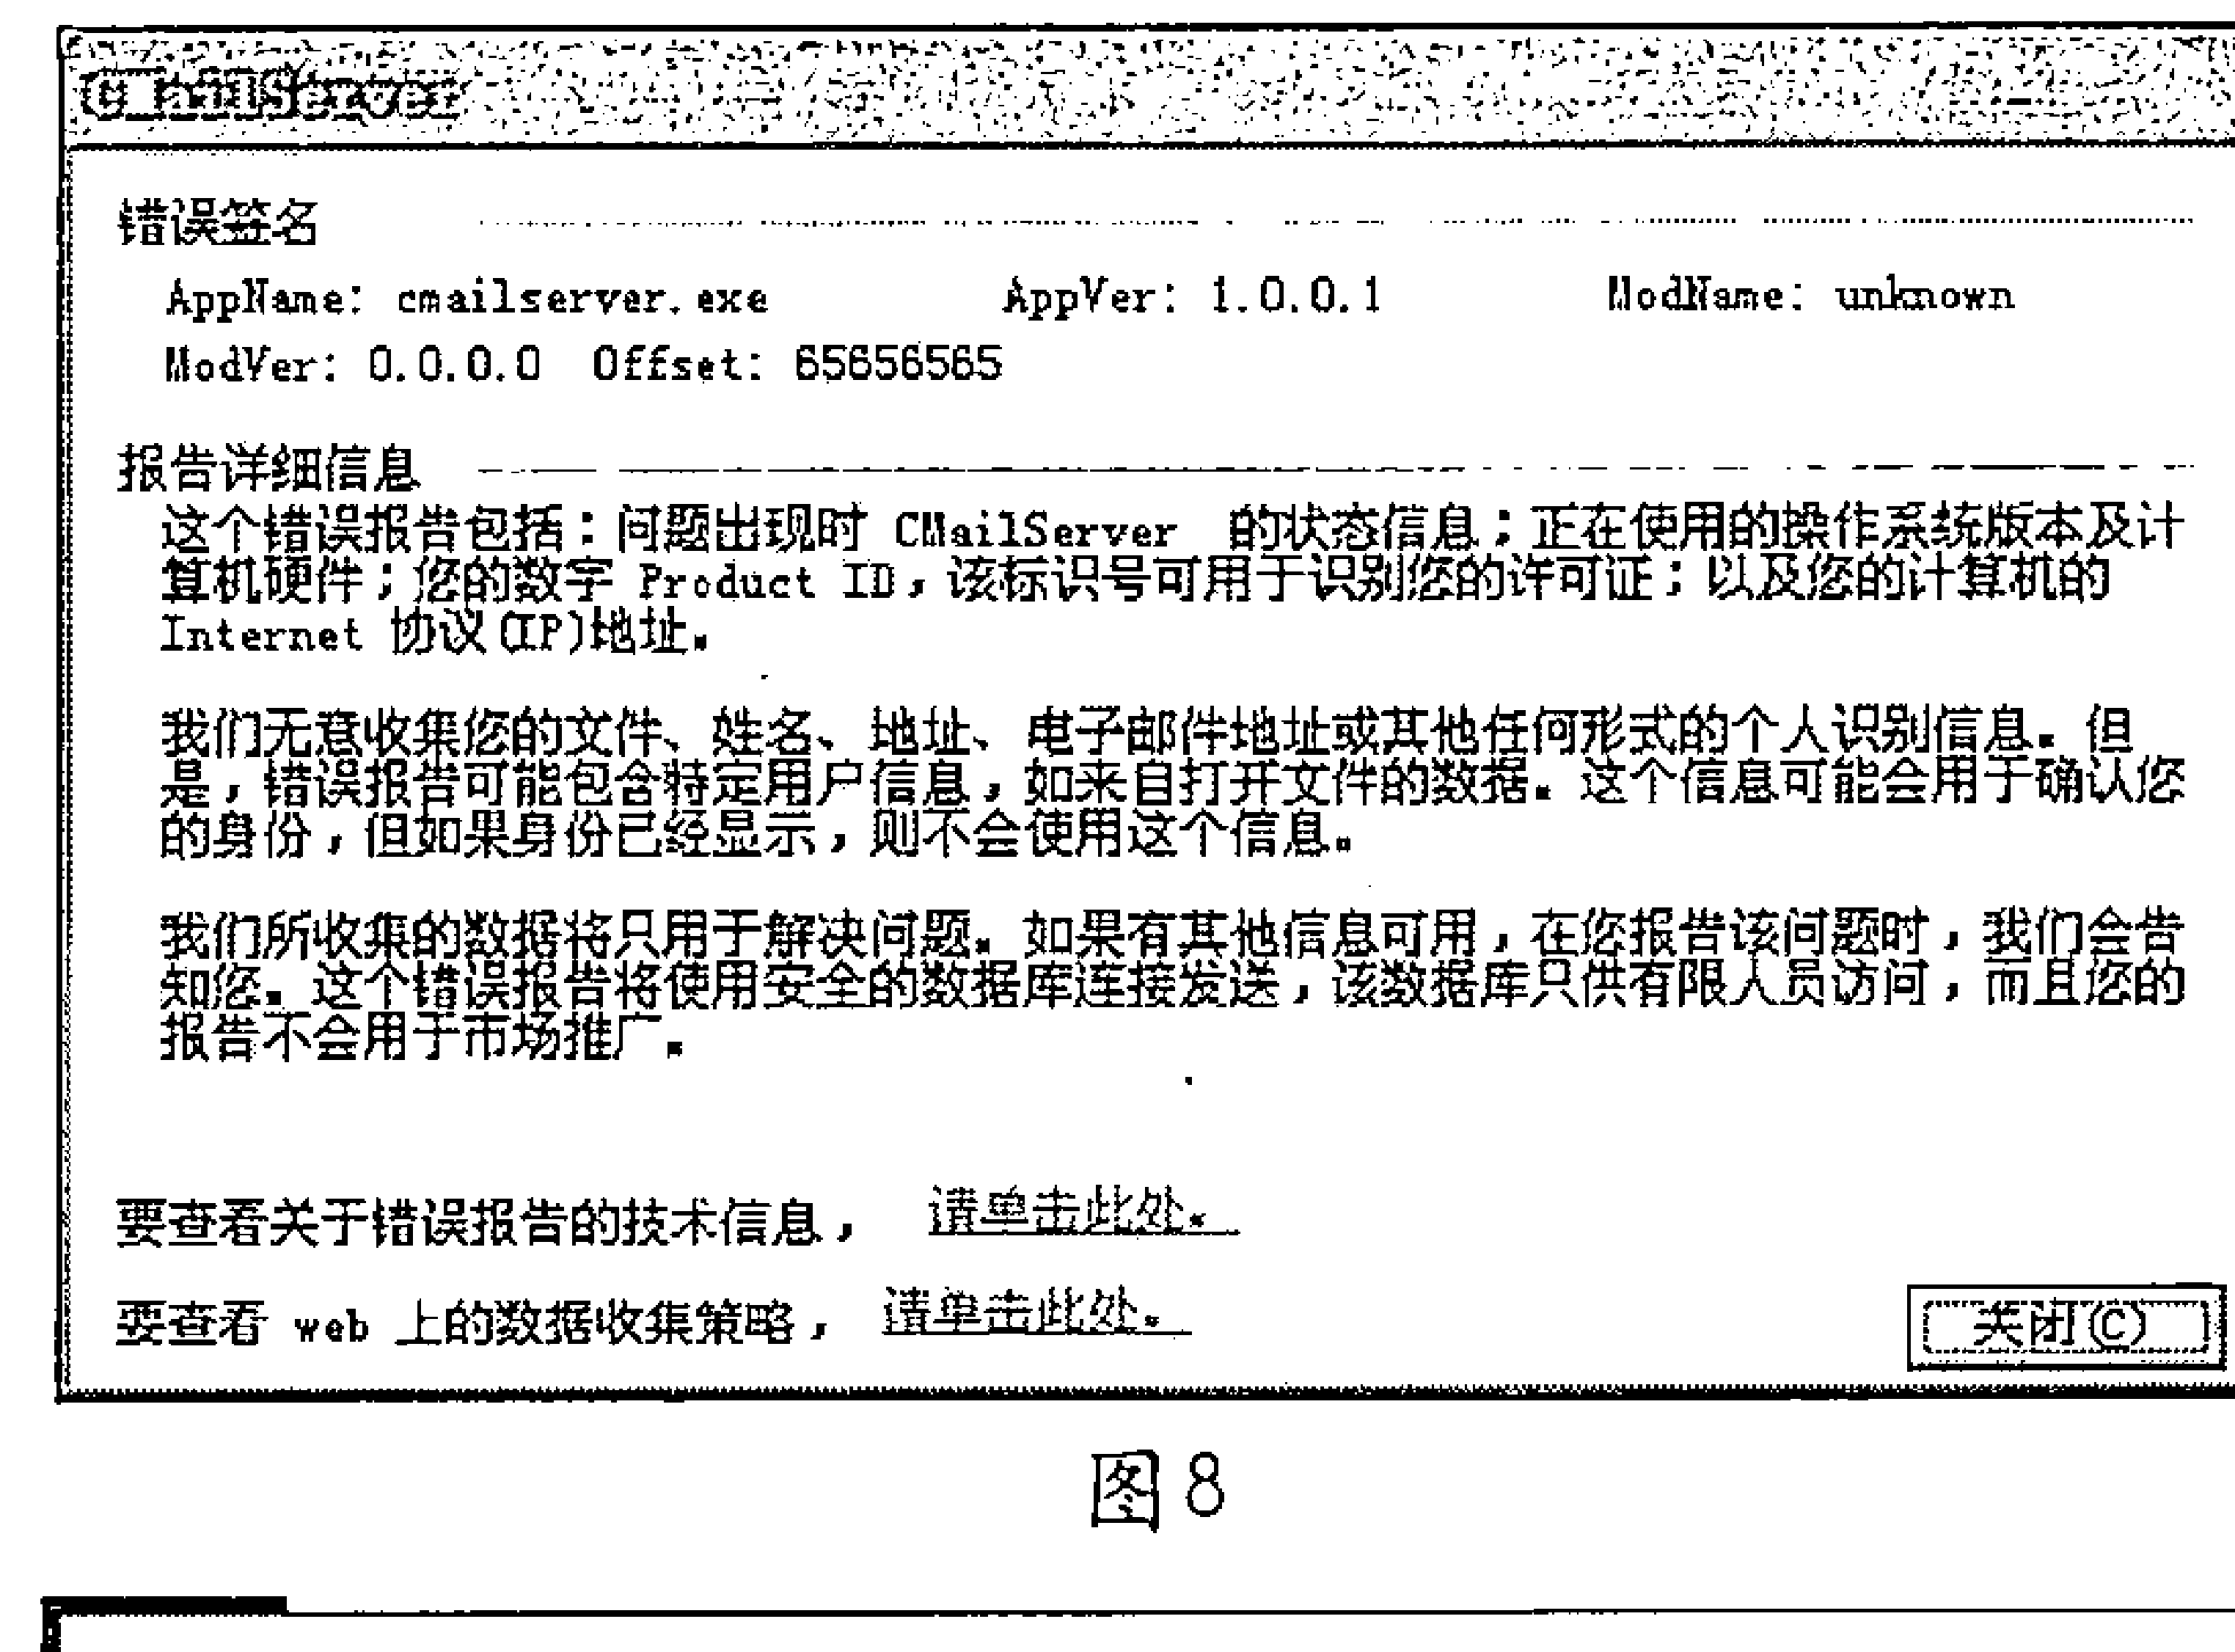 CMailServer
错误签名
AppName: cmailserver.exe AppVer: 1.0.0.1 ModName: unknown
ModVer: 0.0.0.0 Offset: 65656565
报告详细信息
这个错误报告包括：问题出现时 CMailServer 的状态信息；正在使用的操作系统版本及计
算机硬件；您的数字 Product ID，该标识号可用于识别您的许可证；以及您的计算机的
Internet 协议(IP)地址。
我们无意收集您的文件、姓名、地址、电子邮件地址或其他任何形式的个人识别信息。但
是，错误报告可能包含特定用户信息，如来自打开文件的数据。这个信息可能会用于确认您
的身份，但如果身份已经显示，则不会使用这个信息。
我们所收集的数据将只用于解决问题。如果有其他信息可用，在您报告该问题时，我们会告
知您。这个错误报告将使用安全的数据库连接发送，该数据库只供有限人员访问，而且您的
报告不会用于市场推广。
要查看关于错误报告的技术信息， 请单击此处。
要查看 web 上的数据收集策略， 请单击此处。
关闭(C)
图8